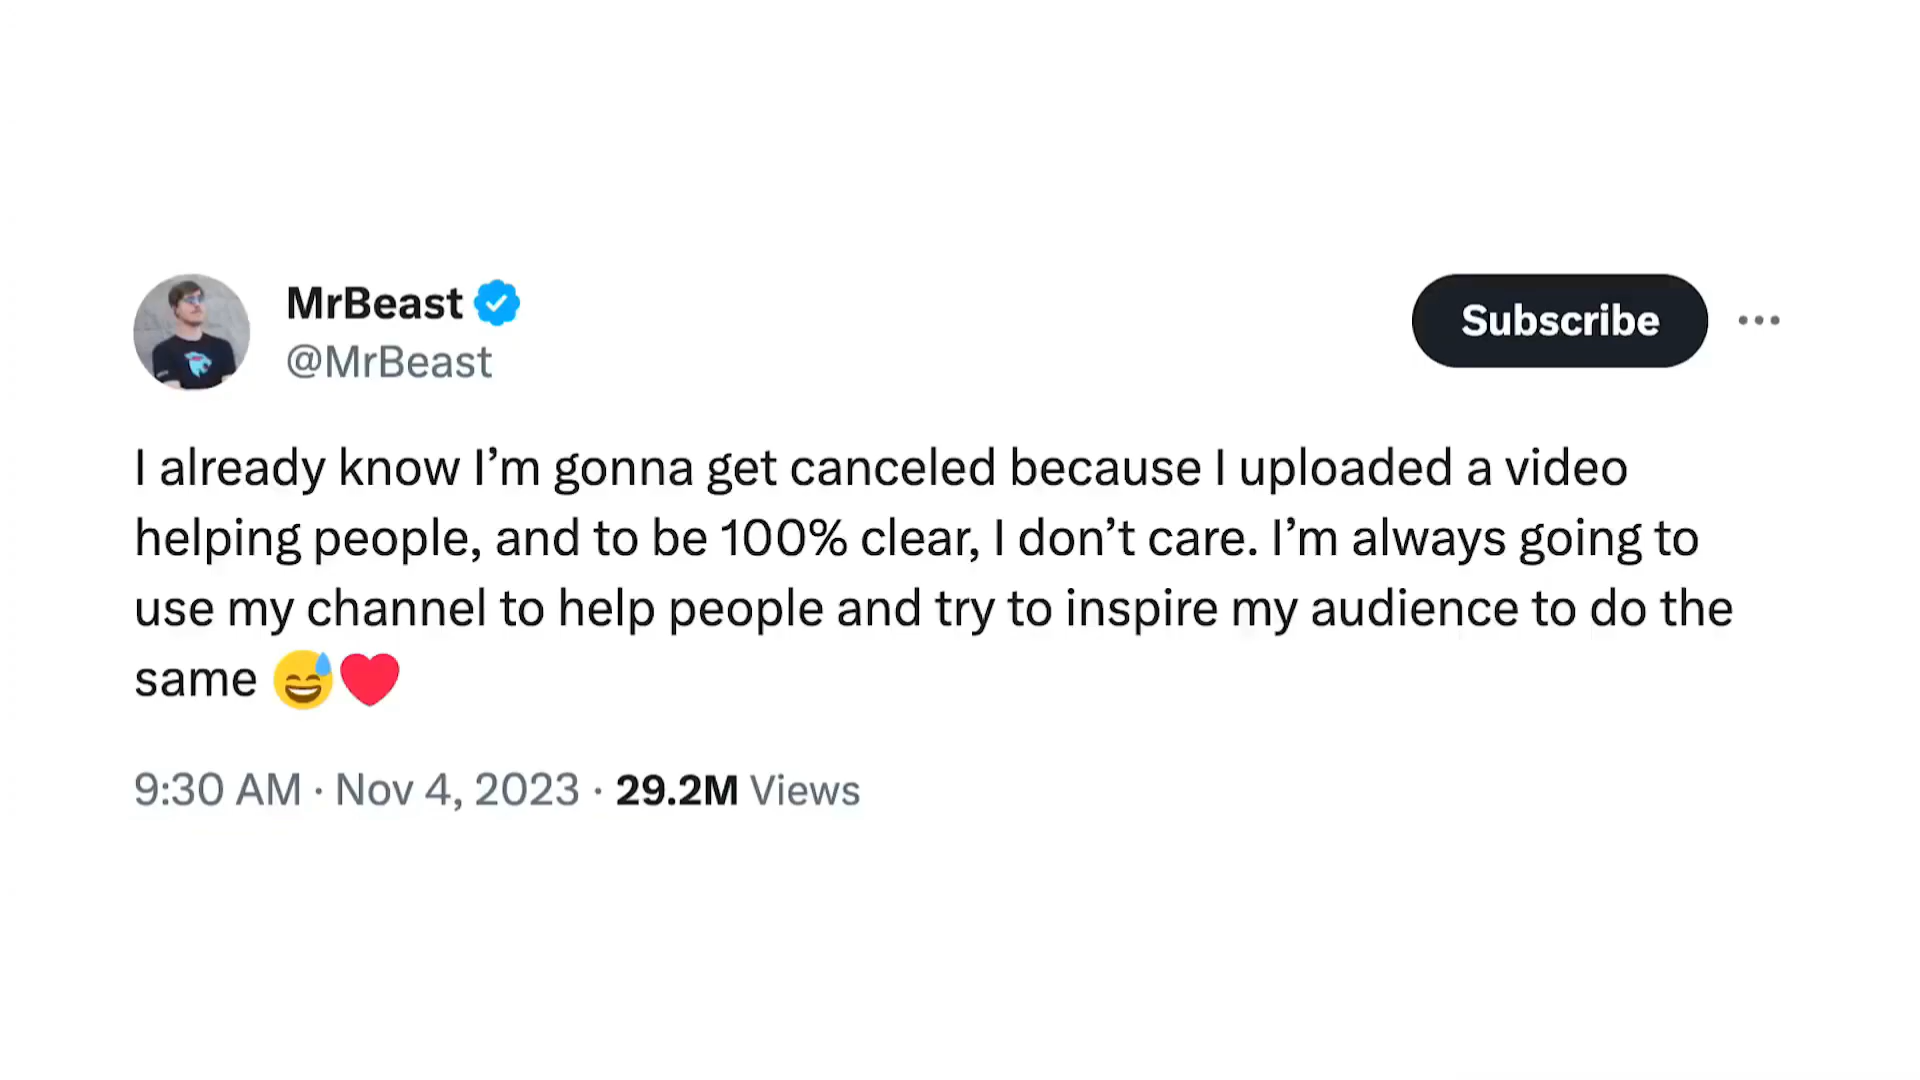 MrBeast
@MrBeast
Subscribe
I already know I’m gonna get canceled because I uploaded a video
helping people, and to be 100% clear, I don’t care. I’m always going to
use my channel to help people and try to inspire my audience to do the
same 😅❤️
9:30 AM · Nov 4, 2023 · 29.2M Views